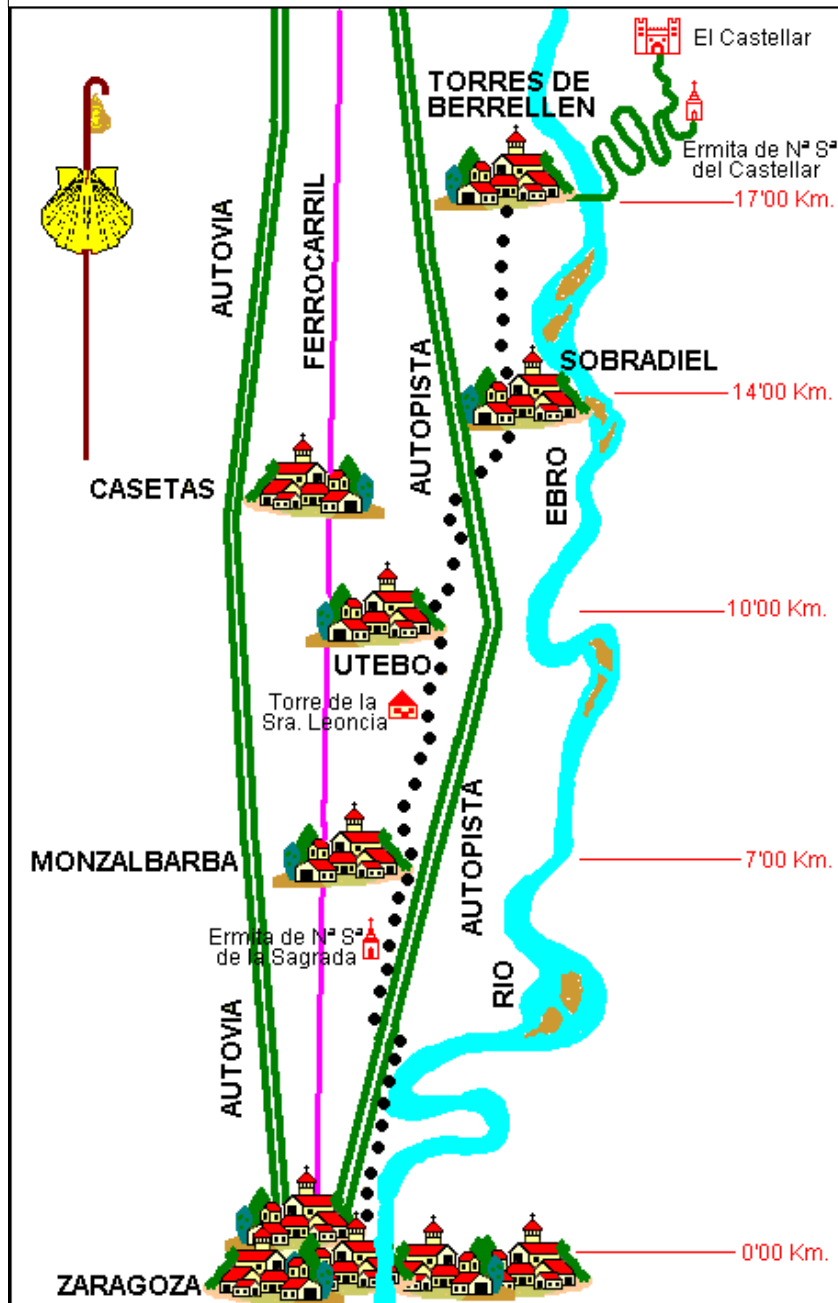 El Castellar
TORRES DE
BERRELLEN
Ermita de Nª Sª
del Castellar
17'00 Km.
AUTOVIA
FERROCARRIL
AUTOPISTA
SOBRADIEL
14'00 Km.
CASETAS
EBRO
10'00 Km.
UTEBO
Torre de la
Sra. Leoncia
AUTOPISTA
MONZALBARBA
7'00 Km.
Ermita de Nª Sª
de la Sagrada
RIO
AUTOVIA
0'00 Km.
ZARAGOZA